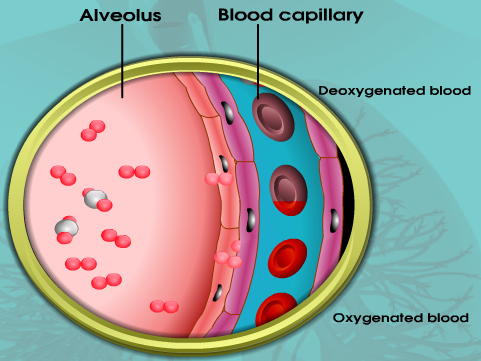 Alveolus
Blood capillary
Deoxygenated blood
Oxygenated blood